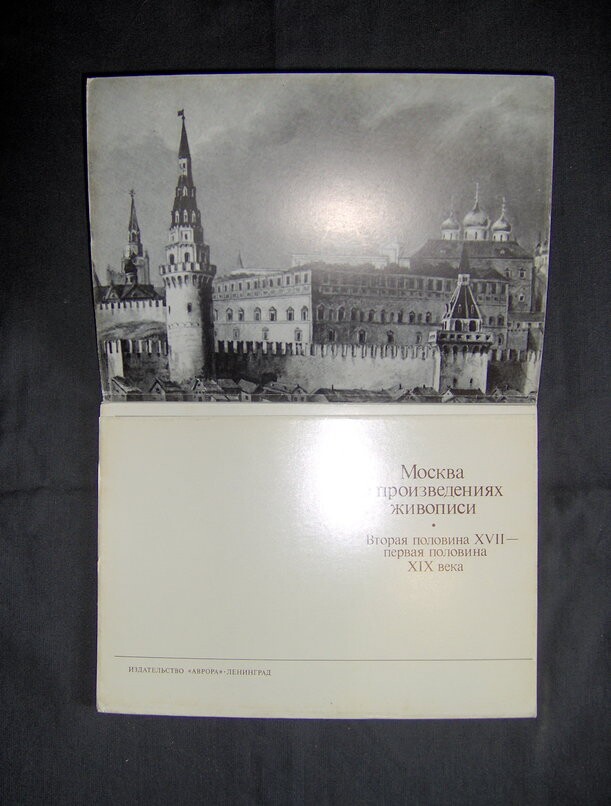 Москва
произведениях
живописи
•
Вторая половина XVII—
первая половина
XIX века
ИЗДАТЕЛЬСТВО «АВРОРА»·ЛЕНИНГРАД